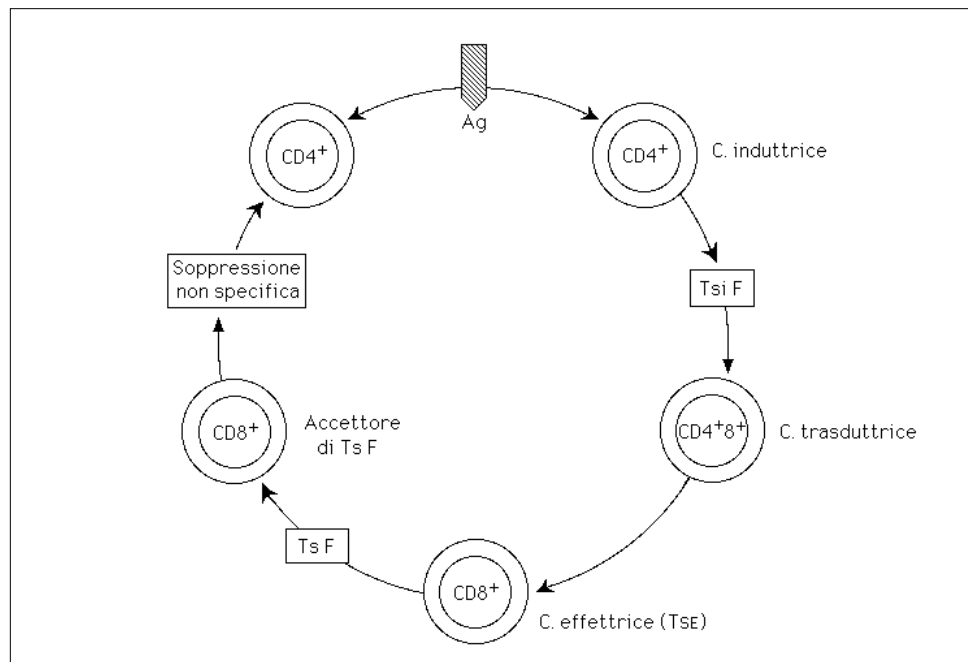 Ag
CD4+
CD4+
C. induttrice
Soppressione
non specifica
Tsi F
CD8+
Accettore
di Ts F
CD4+8+
C. trasduttrice
Ts F
CD8+
C. effettrice (TSE)